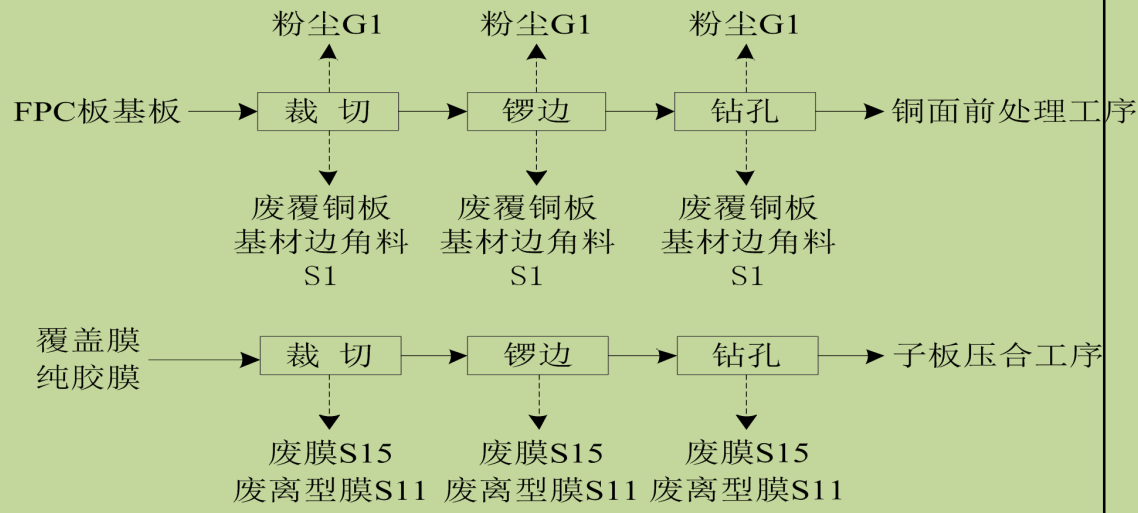 粉尘G1 粉尘G1 粉尘G1
FPC板基板 裁 切 锣边 钻孔 铜面前处理工序
废覆铜板 废覆铜板 废覆铜板
基材边角料 基材边角料 基材边角料
S1 S1 S1
覆盖膜
纯胶膜
裁 切 锣边 钻孔 子板压合工序
废膜S15 废膜S15 废膜S15
废离型膜S11 废离型膜S11 废离型膜S11